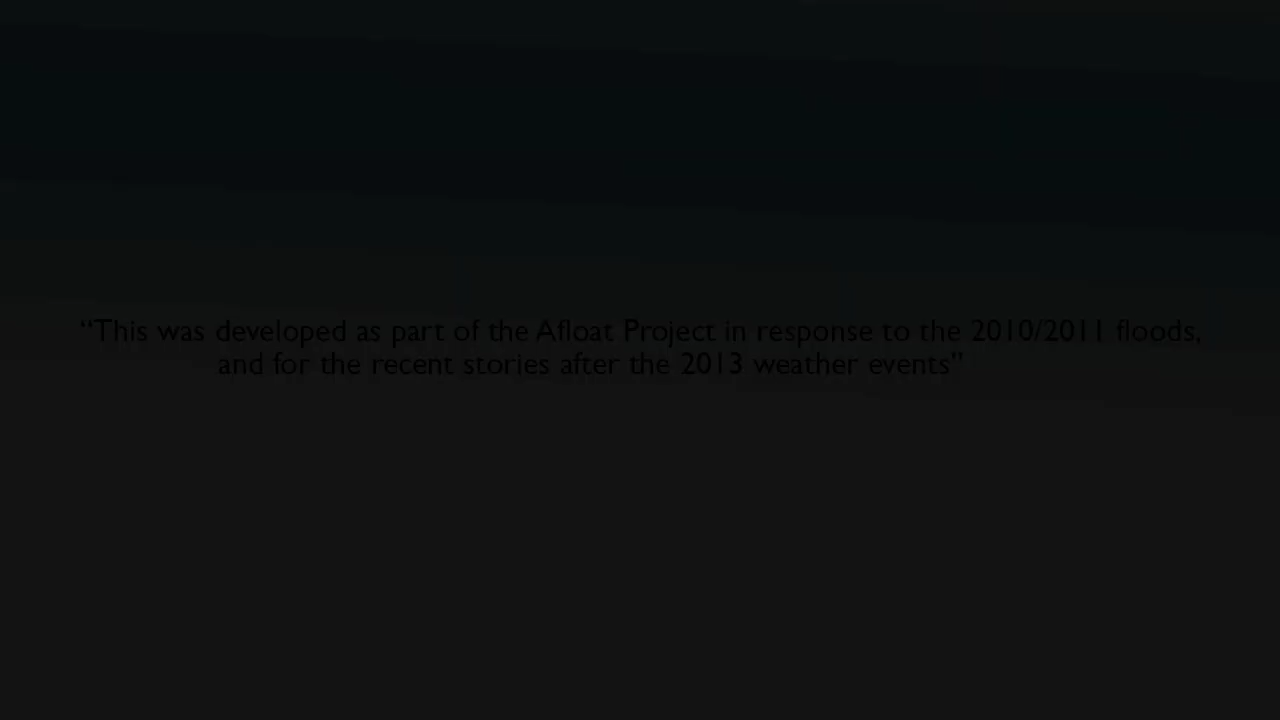 “This was developed as part of the Afloat Project in response to the 2010/2011 floods,
and for the recent stories after the 2013 weather events”